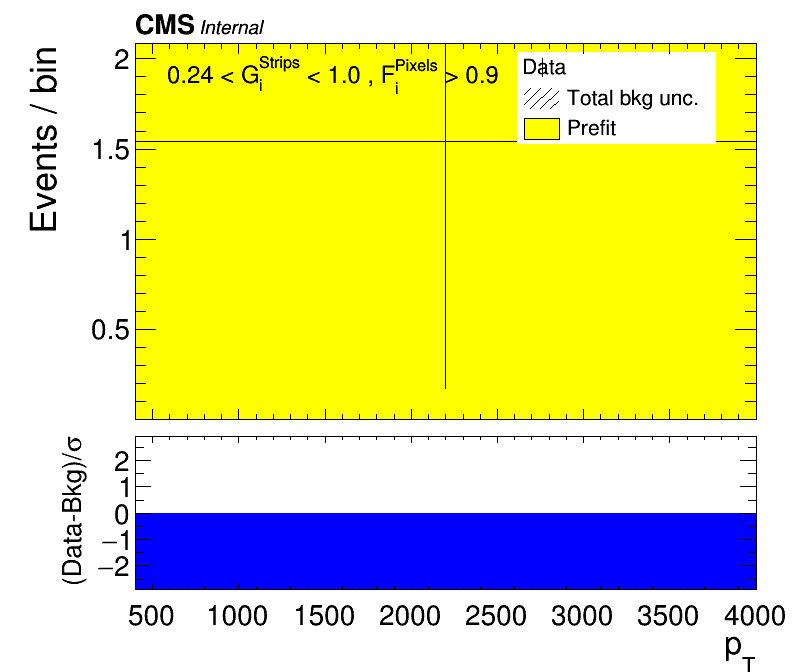 CMS Internal
Events / bin
0.24 < G_i^Strips < 1.0 , F_i^Pixels > 0.9
Data
Total bkg unc.
Prefit
2
1.5
1
0.5
(Data-Bkg)/σ
2
1
0
−1
−2
500 1000 1500 2000 2500 3000 3500 4000
p_T